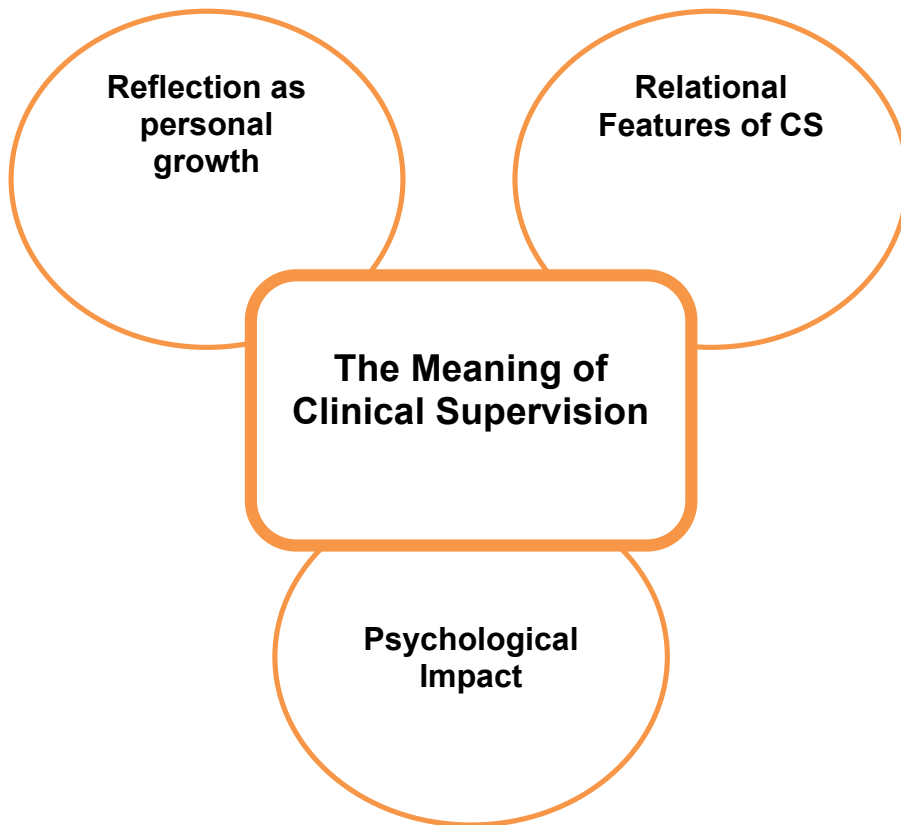 Reflection as
personal
growth
Relational
Features of CS
The Meaning of
Clinical Supervision
Psychological
Impact